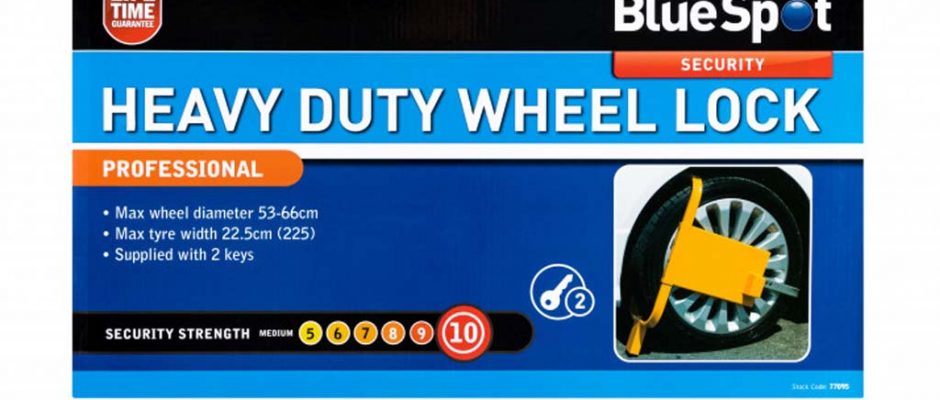 TIME
GUARANTEE
BlueSpot
SECURITY
HEAVY DUTY WHEEL LOCK
PROFESSIONAL
• Max wheel diameter 53-66cm
• Max tyre width 22.5cm (225)
• Supplied with 2 keys
2
SECURITY STRENGTH MEDIUM 5 6 7 8 9 10
Stock Code: 77095